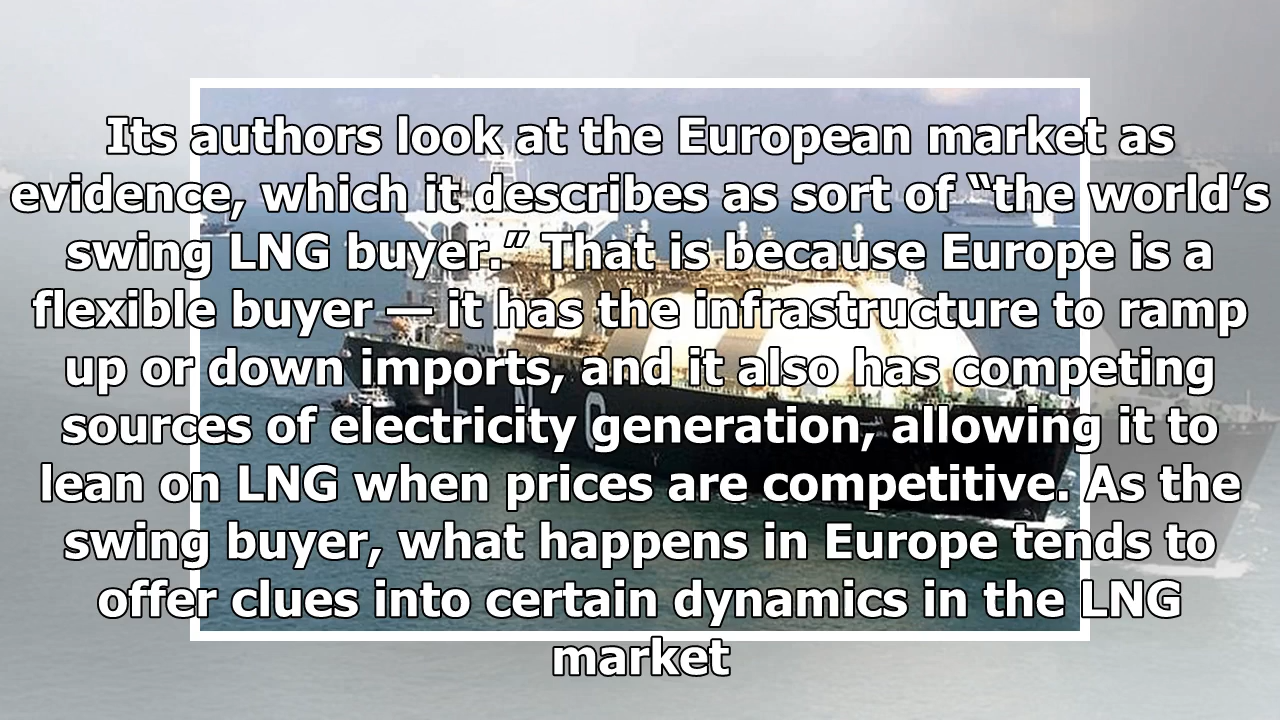 Its authors look at the European market as
evidence, which it describes as sort of “the world’s
swing LNG buyer.” That is because Europe is a
flexible buyer — it has the infrastructure to ramp
up or down imports, and it also has competing
sources of electricity generation, allowing it to
lean on LNG when prices are competitive. As the
swing buyer, what happens in Europe tends to
offer clues into certain dynamics in the LNG
market
L N G